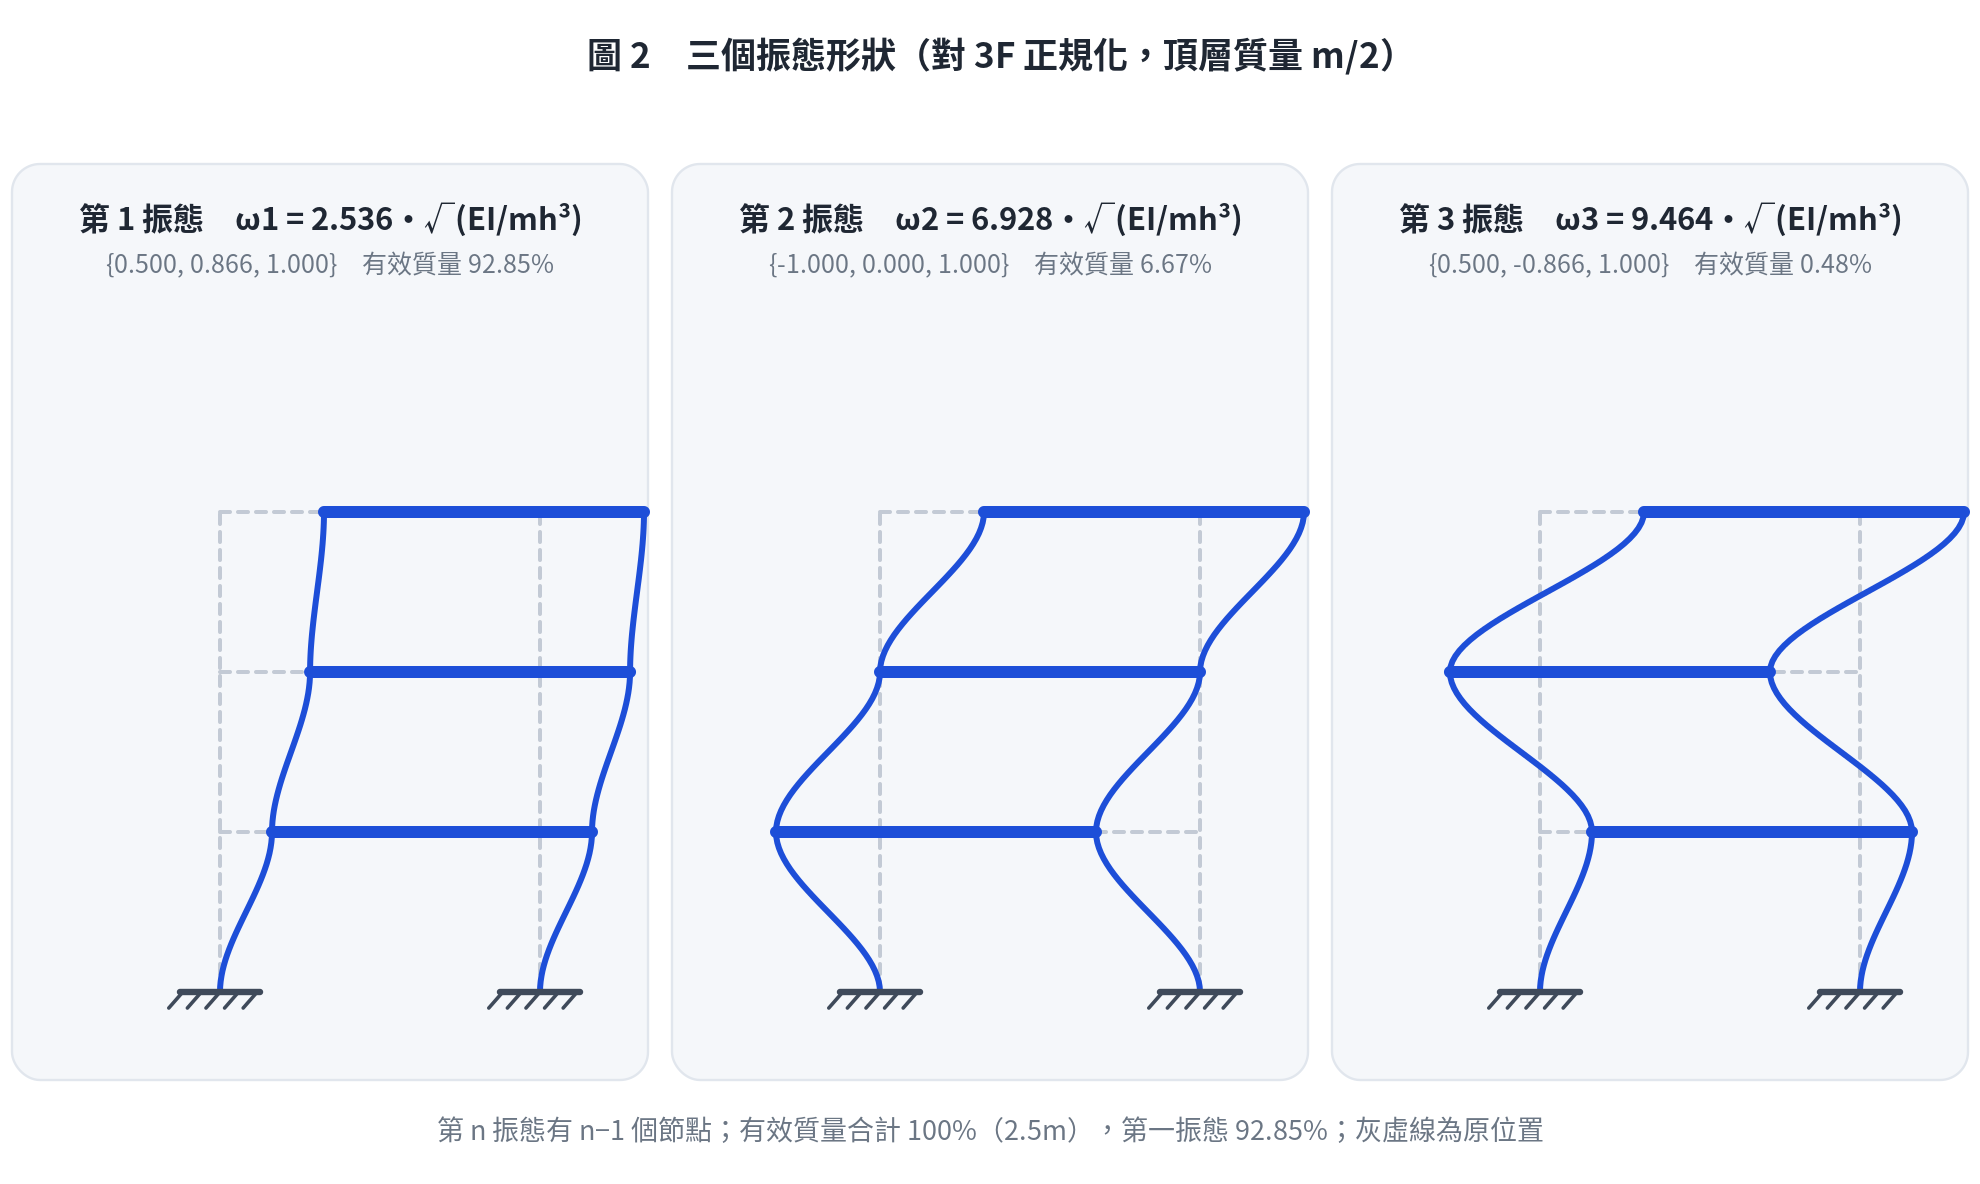 圖 2　三個振態形狀（對 3F 正規化，頂層質量 m/2）
第 1 振態　ω1 = 2.536 · √(EI/mh³)
{0.500, 0.866, 1.000}　有效質量 92.85%
第 2 振態　ω2 = 6.928 · √(EI/mh³)
{-1.000, 0.000, 1.000}　有效質量 6.67%
第 3 振態　ω3 = 9.464 · √(EI/mh³)
{0.500, -0.866, 1.000}　有效質量 0.48%
第 n 振態有 n−1 個節點；有效質量合計 100%（2.5m），第一振態 92.85%；灰虛線為原位置